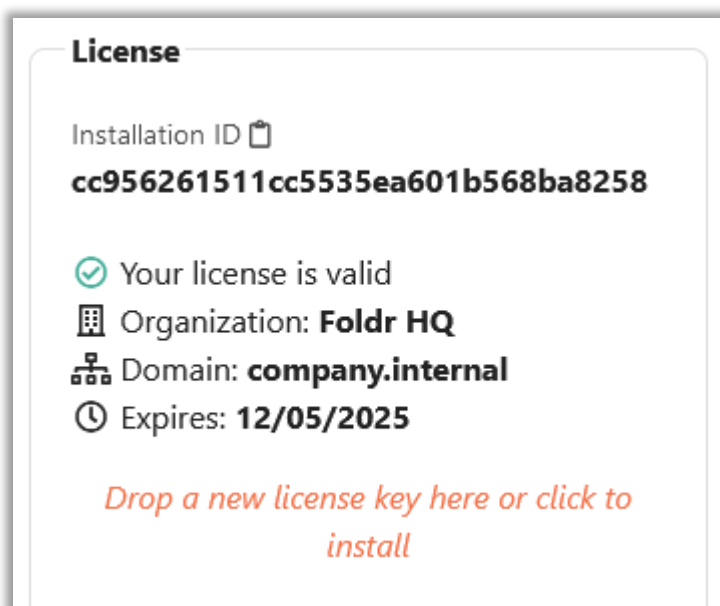 License
Installation ID
cc956261511cc5535ea601b568ba8258
Your license is valid
Organization: Foldr HQ
Domain: company.internal
Expires: 12/05/2025
Drop a new license key here or click to
install